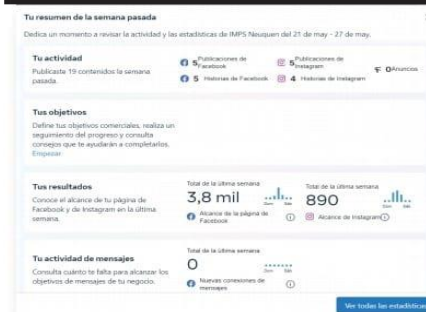 Tu resumen de la semana pasada
Dedica un momento a revisar la actividad y las estadísticas de IMPS Neuquen del 21 de may - 27 de may.
Tu actividad
Publicaste 19 contenidos la semana
pasada.
5 Publicaciones de
Facebook
5 Publicaciones de
Instagram
0 Anuncios
5 Historias de Facebook
4 Historias de Instagram
Tus objetivos
Define tus objetivos comerciales, realiza un
seguimiento del progreso y consulta
consejos que te ayudarán a completarlos.
Empezar
Tus resultados
Conoce el alcance de tu página de
Facebook y de Instagram en la última
semana.
Total de la última semana
3,8 mil
Dom Sáb
Alcance de la página de
Facebook
Total de la última semana
890
Dom Sáb
Alcance de Instagram
Tu actividad de mensajes
Consulta cuánto te falta para alcanzar los
objetivos de mensajes de tu negocio.
Total de la última semana
0
Dom Sáb
Nuevas conexiones de
mensajes
Ver todas las estadísticas